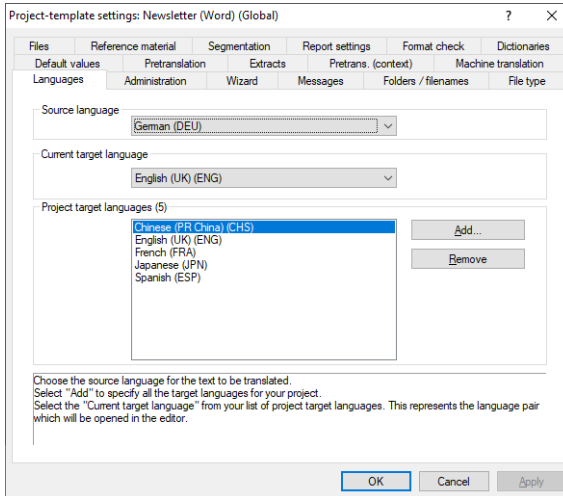 Project-template settings: Newsletter (Word) (Global)
Files Reference material Segmentation Report settings Format check Dictionaries
Default values Pretranslation Extracts Pretrans. (context) Machine translation
Languages Administration Wizard Messages Folders / filenames File type
Source language
German (DEU)
Current target language
English (UK) (ENG)
Project target languages (5)
Chinese (PR China) (CHS)
English (UK) (ENG)
French (FRA)
Japanese (JPN)
Spanish (ESP)
Add...
Remove
Choose the source language for the text to be translated.
Select "Add" to specify all the target languages for your project.
Select the "Current target language" from your list of project target languages. This represents the language pair
which will be opened in the editor.
OK Cancel Apply